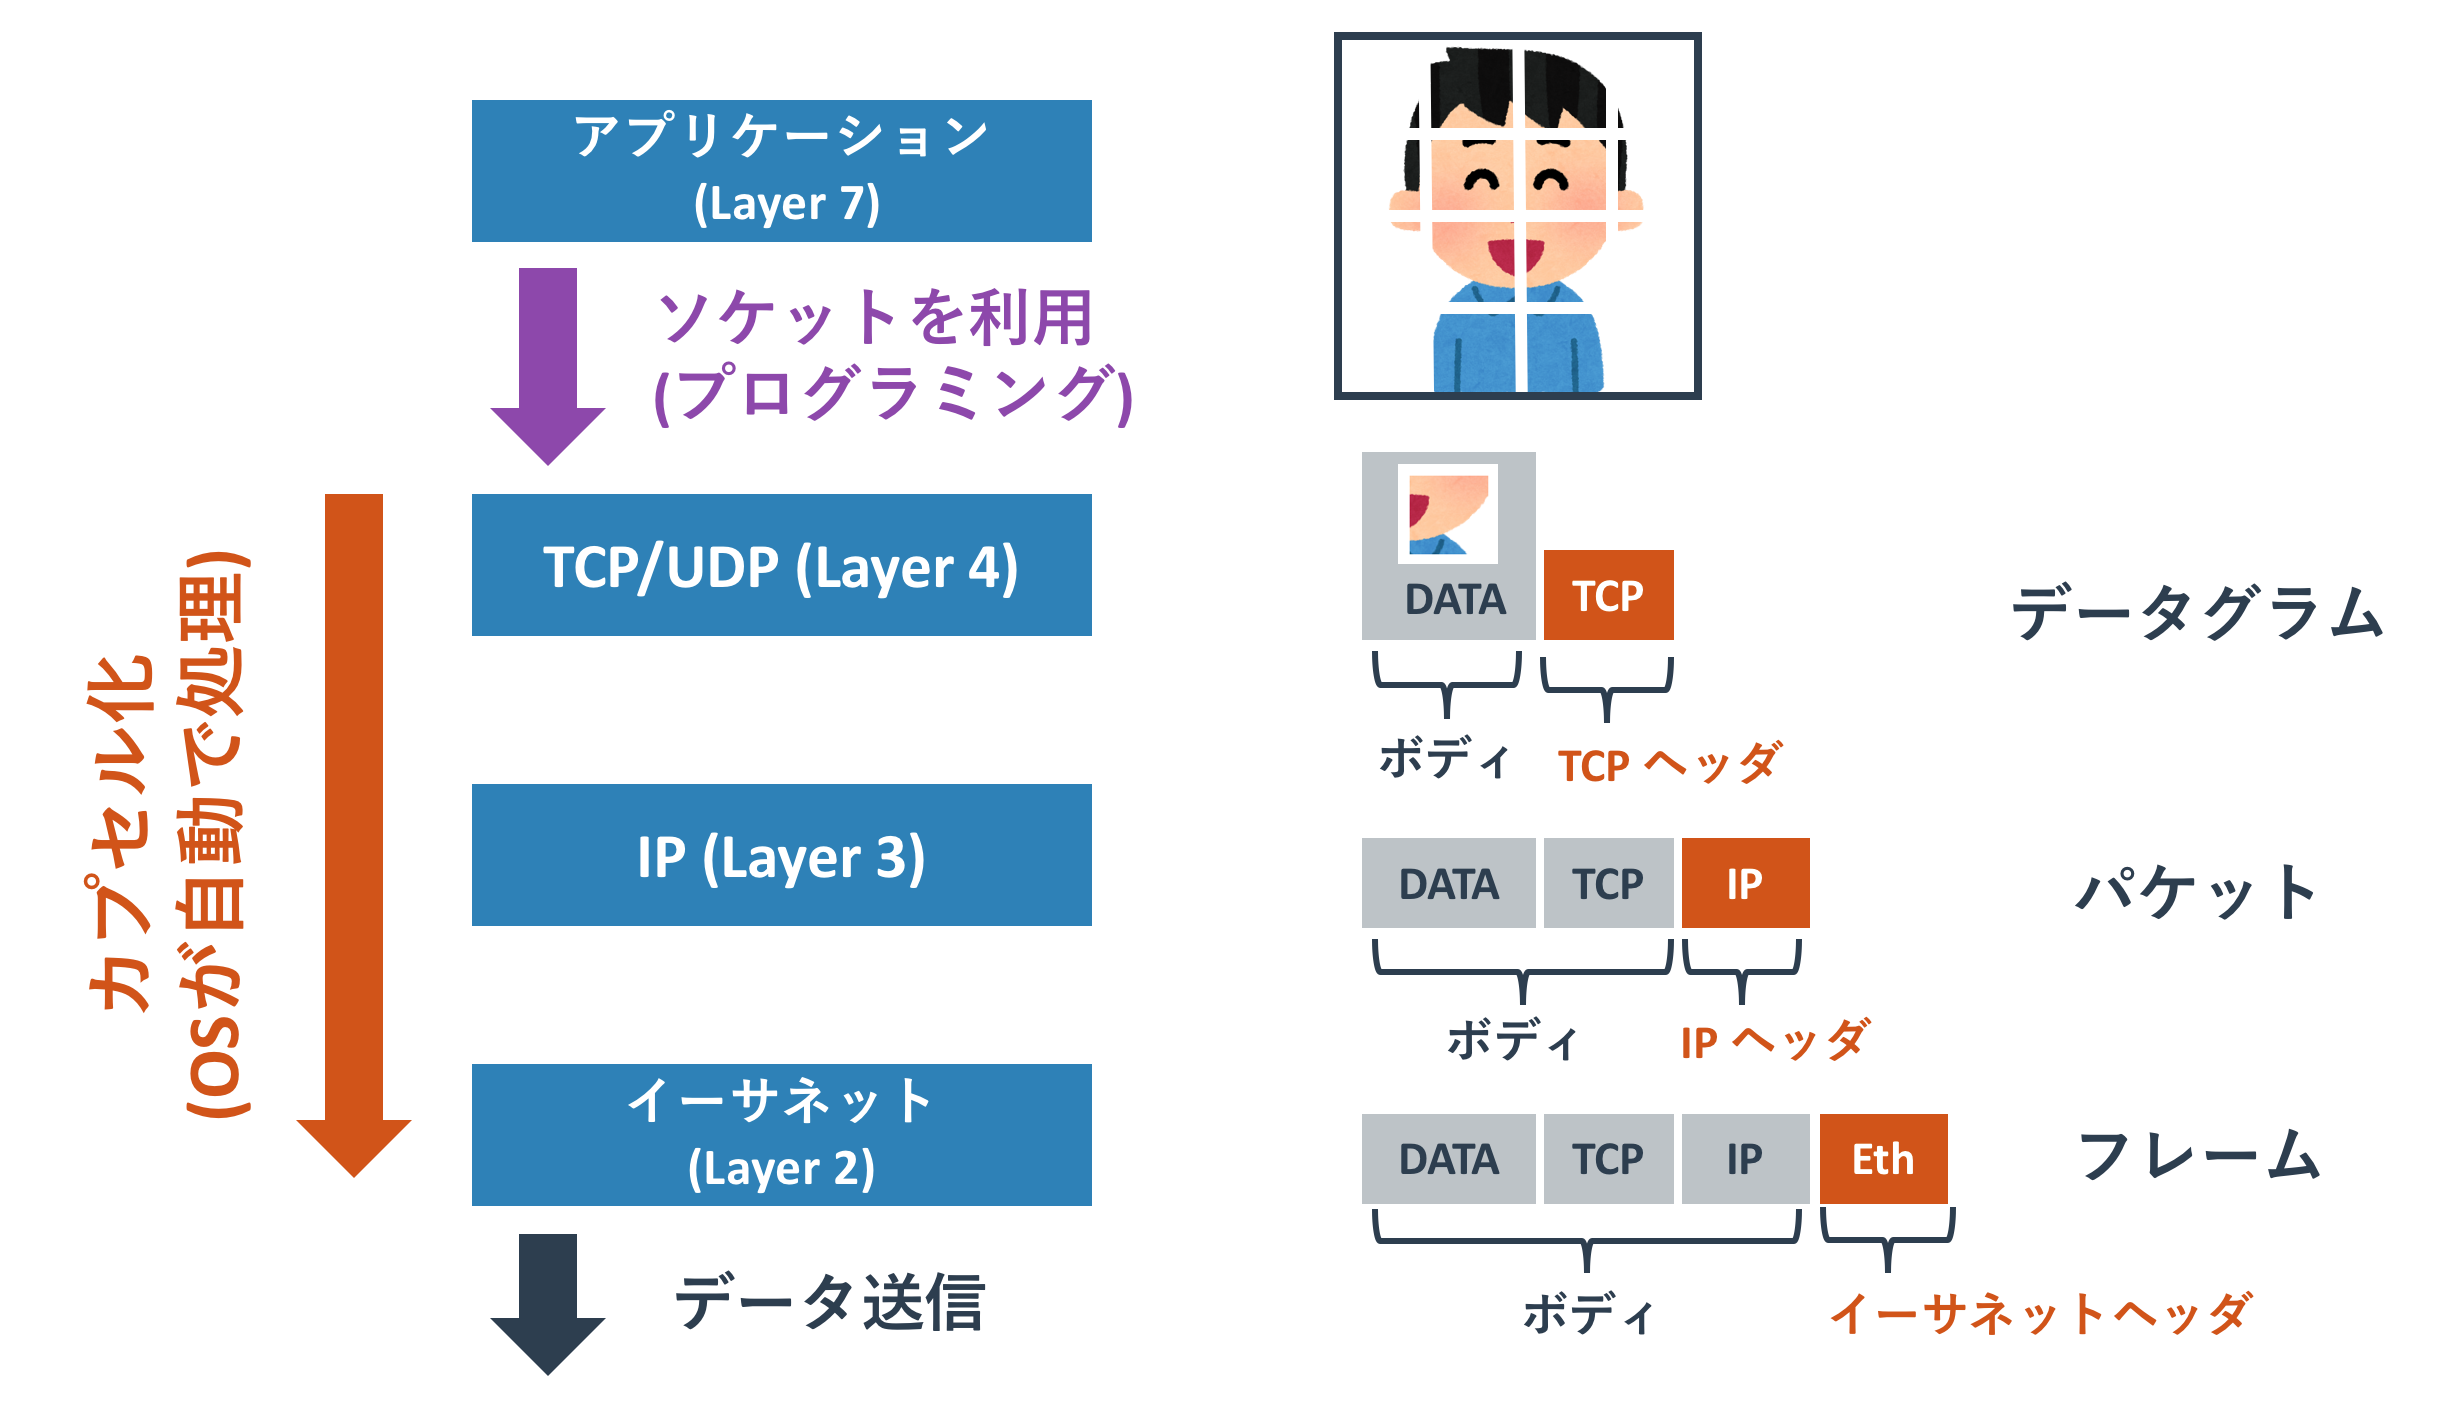 アプリケーション
(Layer 7)
ソケットを利用
(プログラミング)
カプセル化
(OSが自動で処理)
TCP/UDP (Layer 4)
DATA
TCP
データグラム
ボディ
TCP ヘッダ
IP (Layer 3)
DATA
TCP
IP
パケット
ボディ
IP ヘッダ
イーサネット
(Layer 2)
DATA
TCP
IP
Eth
フレーム
ボディ
イーサネットヘッダ
データ送信